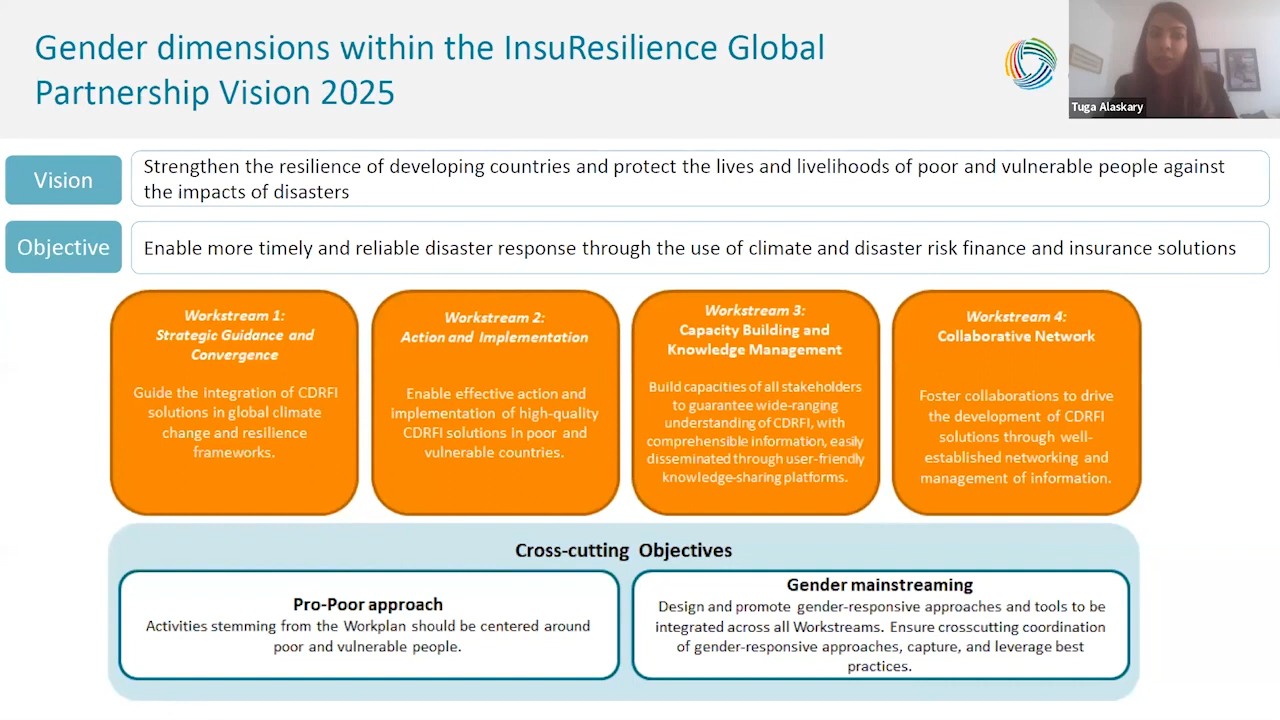 Gender dimensions within the InsuResilience Global
Partnership Vision 2025
Tuga Alaskary
Vision
Strengthen the resilience of developing countries and protect the lives and livelihoods of poor and vulnerable people against
the impacts of disasters
Objective
Enable more timely and reliable disaster response through the use of climate and disaster risk finance and insurance solutions
Workstream 1:
Strategic Guidance and
Convergence
Guide the integration of CDRFI
solutions in global climate
change and resilience
frameworks.
Workstream 2:
Action and Implementation
Enable effective action and
implementation of high-quality
CDRFI solutions in poor and
vulnerable countries.
Workstream 3:
Capacity Building and
Knowledge Management
Build capacities of all stakeholders
to guarantee wide-ranging
understanding of CDRFI, with
comprehensible information, easily
disseminated through user-friendly
knowledge-sharing platforms.
Workstream 4:
Collaborative Network
Foster collaborations to drive
the development of CDRFI
solutions through well-
established networking and
management of information.
Cross-cutting Objectives
Pro-Poor approach
Activities stemming from the Workplan should be centered around
poor and vulnerable people.
Gender mainstreaming
Design and promote gender-responsive approaches and tools to be
integrated across all Workstreams. Ensure crosscutting coordination
of gender-responsive approaches, capture, and leverage best
practices.